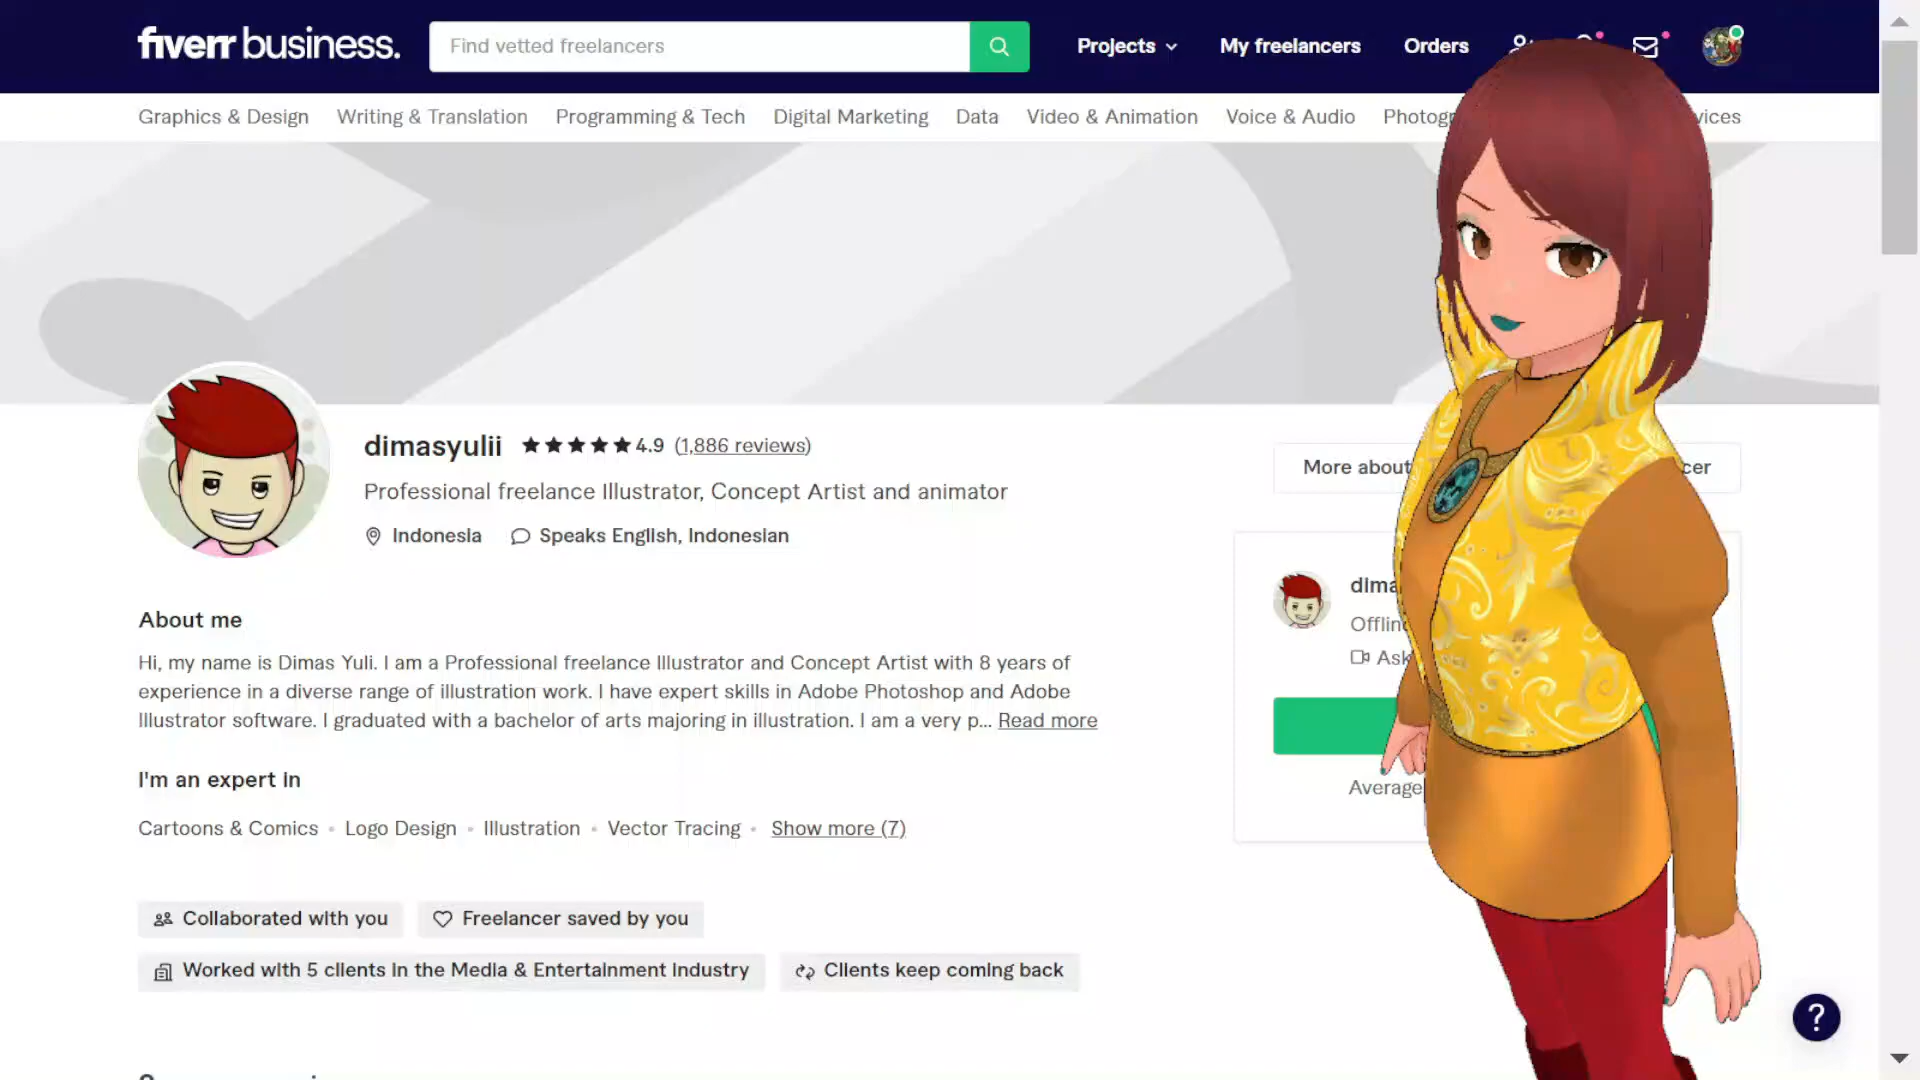 fiverr business.
Find vetted freelancers
Projects
My freelancers
Orders
Graphics & Design
Writing & Translation
Programming & Tech
Digital Marketing
Data
Video & Animation
Voice & Audio
Photog
vices
dimasyulii
4.9
(1,886 reviews)
Professional freelance Illustrator, Concept Artist and animator
Indonesia
Speaks English, Indonesian
More about
cer
dima
Offlin
Ask
Average
About me
Hi, my name is Dimas Yuli. I am a Professional freelance Illustrator and Concept Artist with 8 years of
experience in a diverse range of illustration work. I have expert skills in Adobe Photoshop and Adobe
Illustrator software. I graduated with a bachelor of arts majoring in illustration. I am a very p... Read more
I'm an expert in
Cartoons & Comics • Logo Design • Illustration • Vector Tracing • Show more (7)
Collaborated with you
Freelancer saved by you
Worked with 5 clients in the Media & Entertainment Industry
Clients keep coming back
?